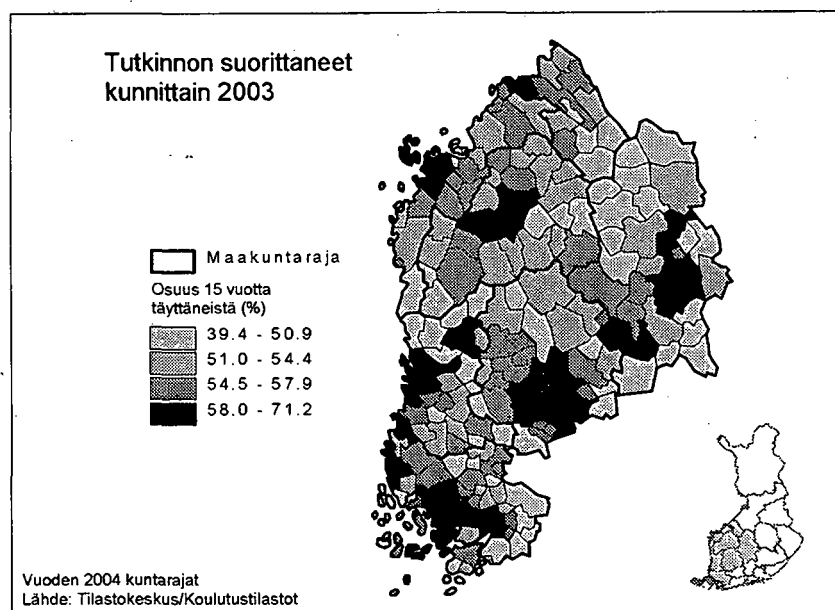 Tutkinnon suorittaneet
kunnittain 2003
Maakuntaraja
Osuus 15 vuotta
täyttäneistä (%)
39.4 - 50.9
51.0 - 54.4
54.5 - 57.9
58.0 - 71.2
Vuoden 2004 kuntarajat
Lähde: Tilastokeskus/Koulutustilastot